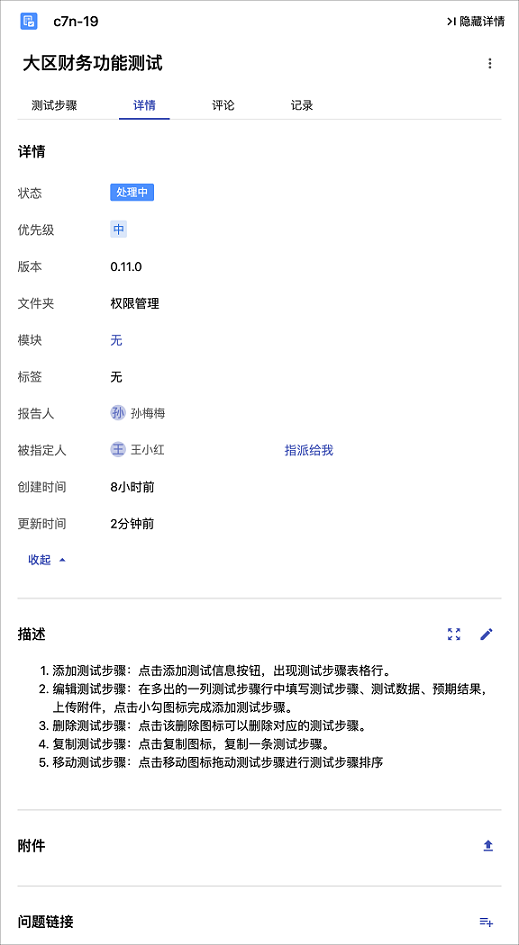 c7n-19 隐藏详情
大区财务功能测试
测试步骤 详情 评论 记录
详情
状态 处理中
优先级 中
版本 0.11.0
文件夹 权限管理
模块 无
标签 无
报告人 孙 孙梅梅
被指定人 王 王小红 指派给我
创建时间 8小时前
更新时间 2分钟前
收起
描述
1. 添加测试步骤：点击添加测试信息按钮，出现测试步骤表格行。
2. 编辑测试步骤：在多出的一列测试步骤行中填写测试步骤、测试数据、预期结果，
上传附件，点击小勾图标完成添加测试步骤。
3. 删除测试步骤：点击该删除图标可以删除对应的测试步骤。
4. 复制测试步骤：点击复制图标，复制一条测试步骤。
5. 移动测试步骤：点击移动图标拖动测试步骤进行测试步骤排序
附件
问题链接